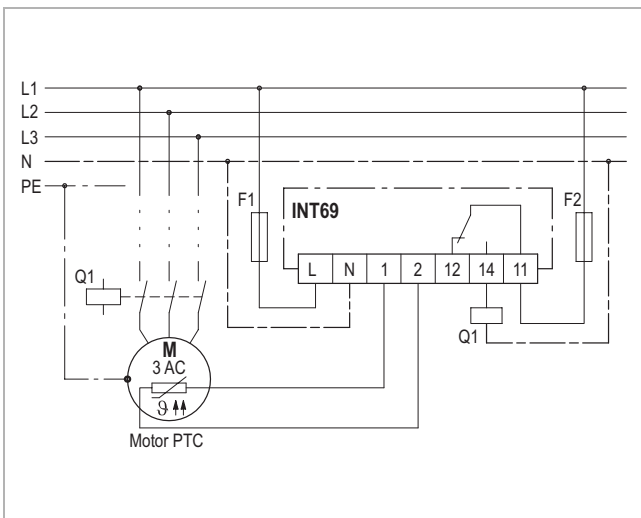 L1
L2
L3
N
PE
F1
F2
INT69
L N 1 2 12 14 11
Q1
Q1
M
3 AC
ϑ
Motor PTC